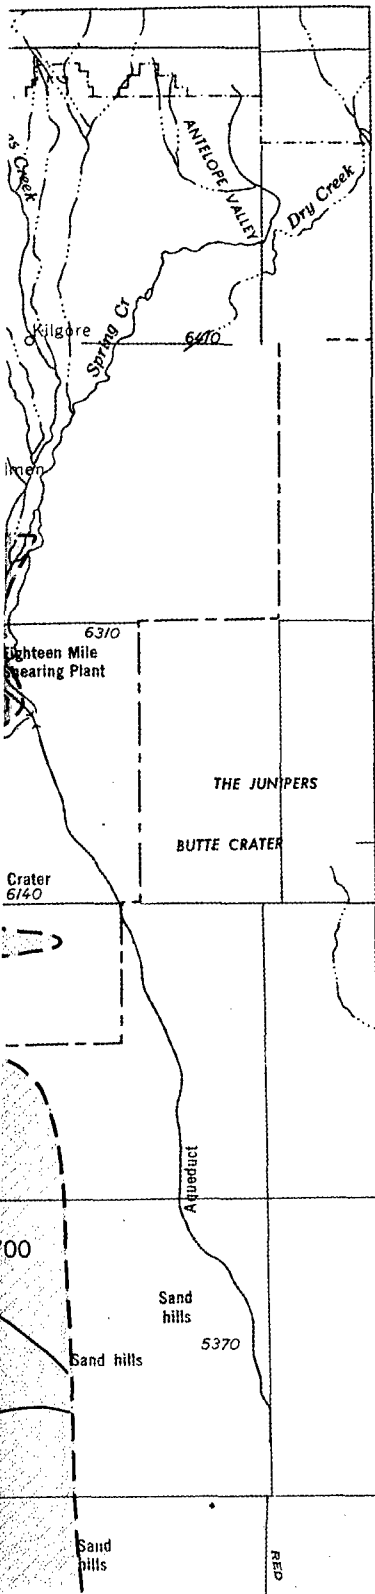 s Creek
ANTELOPE VALLEY
Dry Creek
Kilgore
Spring Cr
6410
imen
6310
Eighteen Mile
Shearing Plant
THE JUNIPERS
BUTTE CRATER
Crater
6140
Aqueduct
700
Sand
hills
5370
Sand hills
Sand
hills
RED